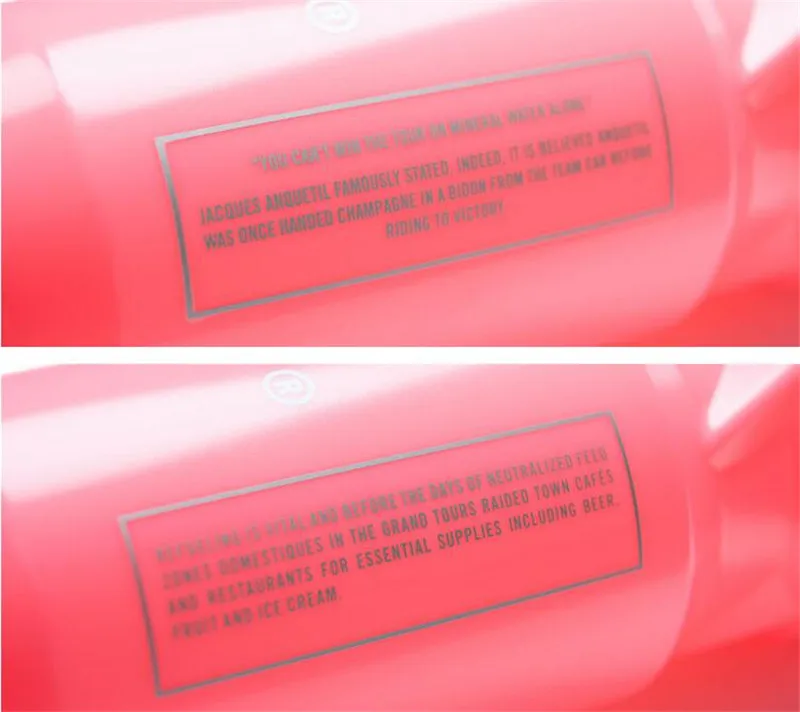 R
"YOU CAN'T WIN THE TOUR ON MINERAL WATER ALONE"
JACQUES ANQUETIL FAMOUSLY STATED. INDEED, IT IS BELIEVED ANQUETIL
WAS ONCE HANDED CHAMPAGNE IN A BIDON FROM THE TEAM CAR BEFORE
RIDING TO VICTORY
R
REFUELING IS VITAL AND BEFORE THE DAYS OF NEUTRALIZED FEED
ZONES DOMESTIQUES IN THE GRAND TOURS RAIDED TOWN CAFES
AND RESTAURANTS FOR ESSENTIAL SUPPLIES INCLUDING BEER,
FRUIT AND ICE CREAM.